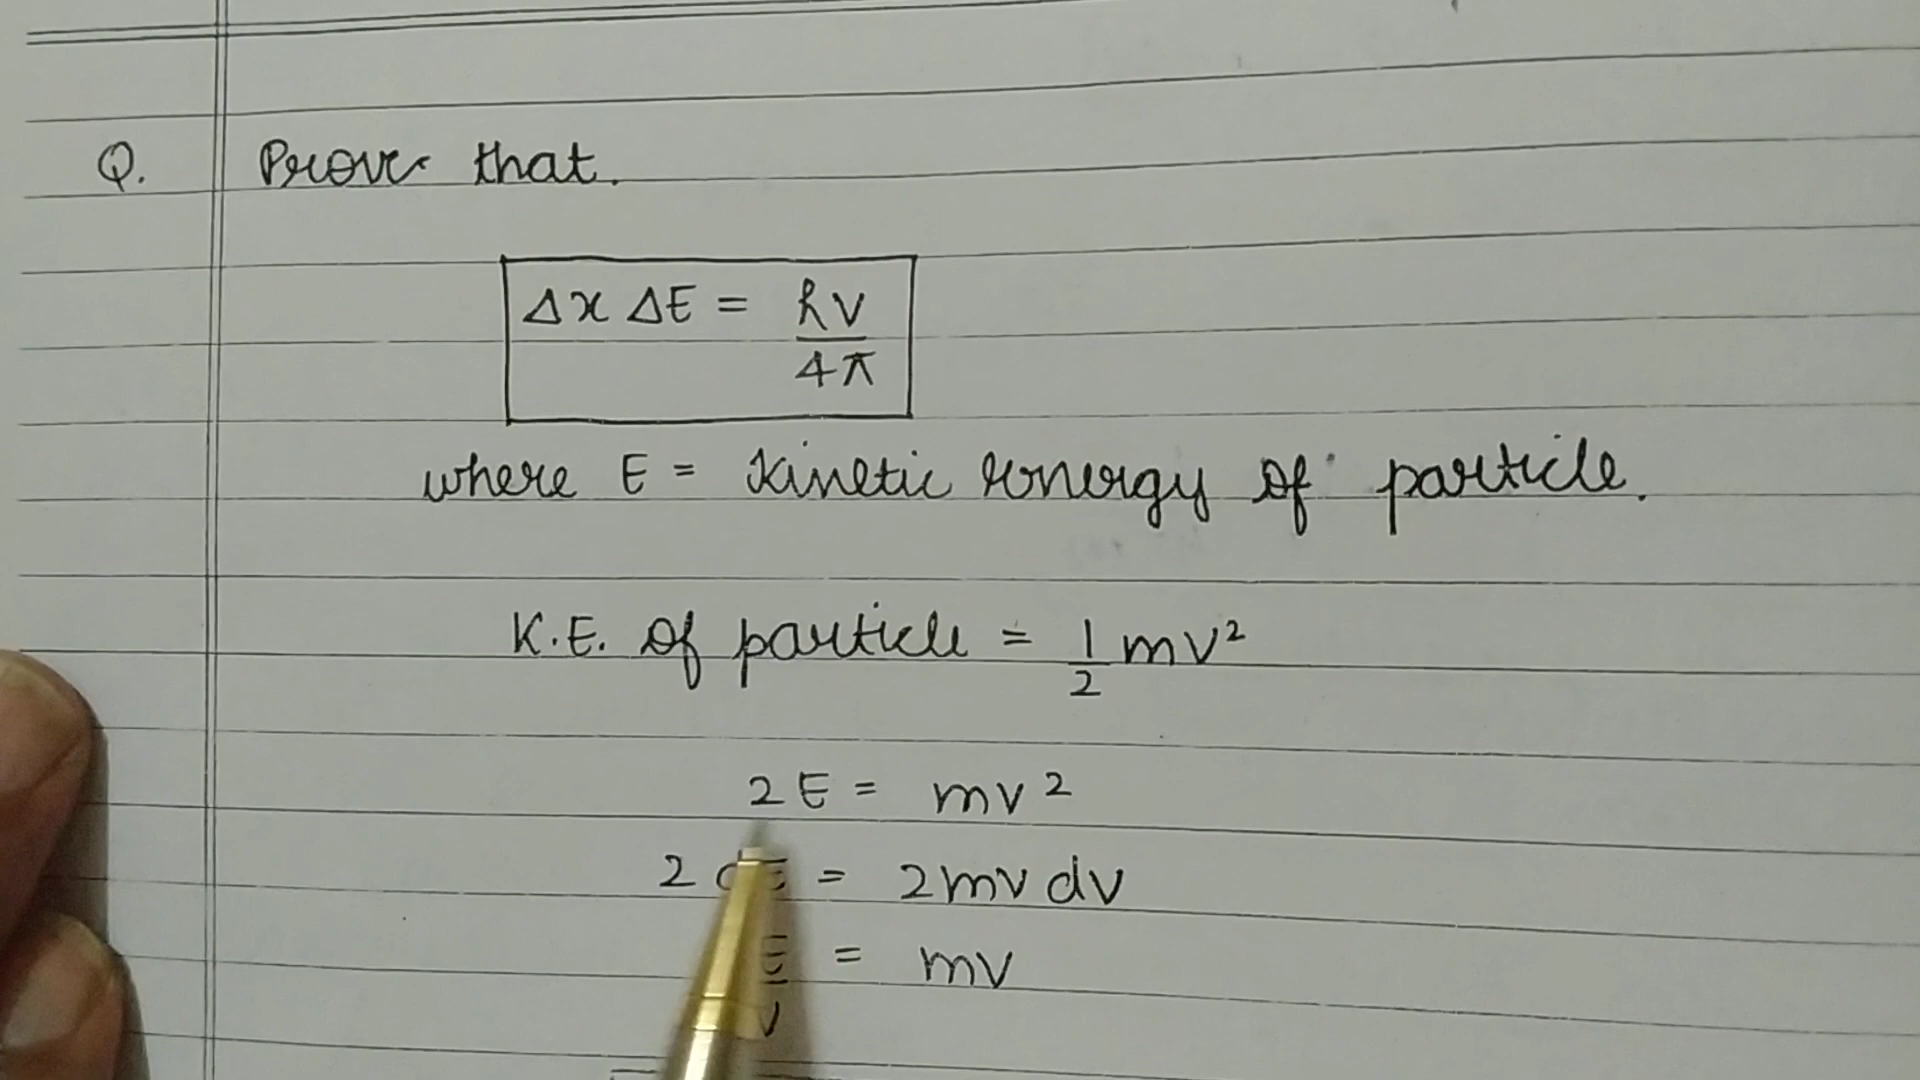 Q. Prove that.
Δx ΔE = hv
4π
where E = Kinetic Energy of particle.
K.E. of particle = 1/2 mv²
2E = mv²
2 dE = 2mv dv
E = mv
v